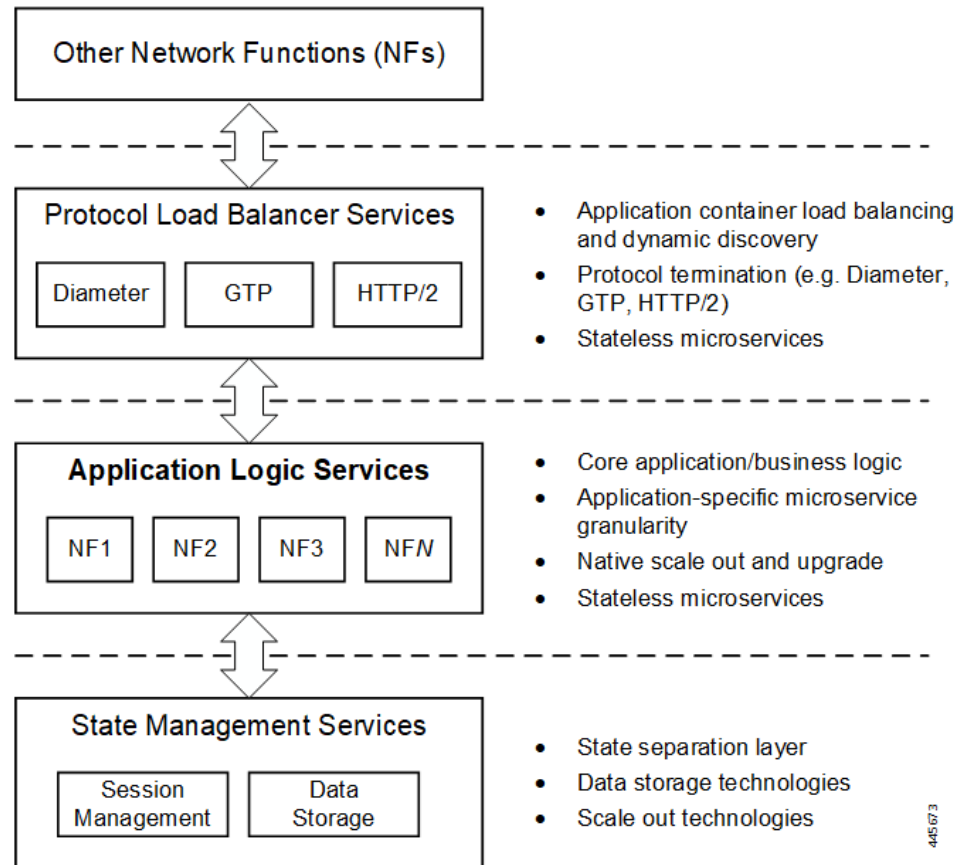 Other Network Functions (NFs)
Protocol Load Balancer Services
Diameter
GTP
HTTP/2
• Application container load balancing
and dynamic discovery
• Protocol termination (e.g. Diameter,
GTP, HTTP/2)
• Stateless microservices
Application Logic Services
NF1
NF2
NF3
NFN
• Core application/business logic
• Application-specific microservice
granularity
• Native scale out and upgrade
• Stateless microservices
State Management Services
Session
Management
Data
Storage
• State separation layer
• Data storage technologies
• Scale out technologies
445673